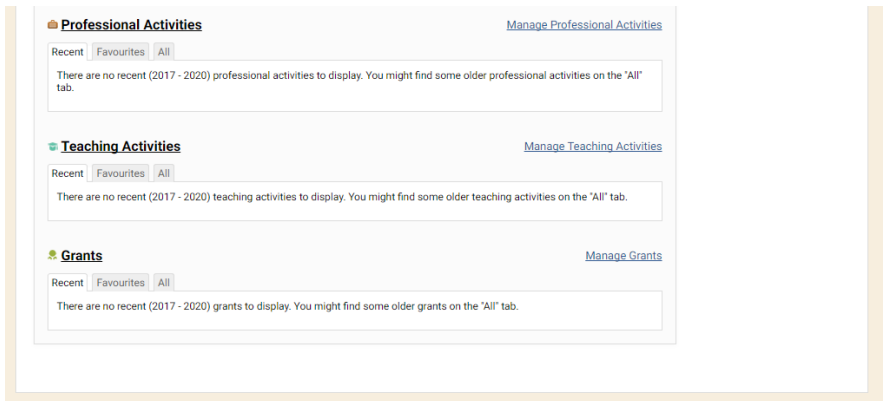 Professional Activities
Manage Professional Activities
Recent Favourites All
There are no recent (2017 - 2020) professional activities to display. You might find some older professional activities on the "All"
tab.
Teaching Activities
Manage Teaching Activities
Recent Favourites All
There are no recent (2017 - 2020) teaching activities to display. You might find some older teaching activities on the "All" tab.
Grants
Manage Grants
Recent Favourites All
There are no recent (2017 - 2020) grants to display. You might find some older grants on the "All" tab.